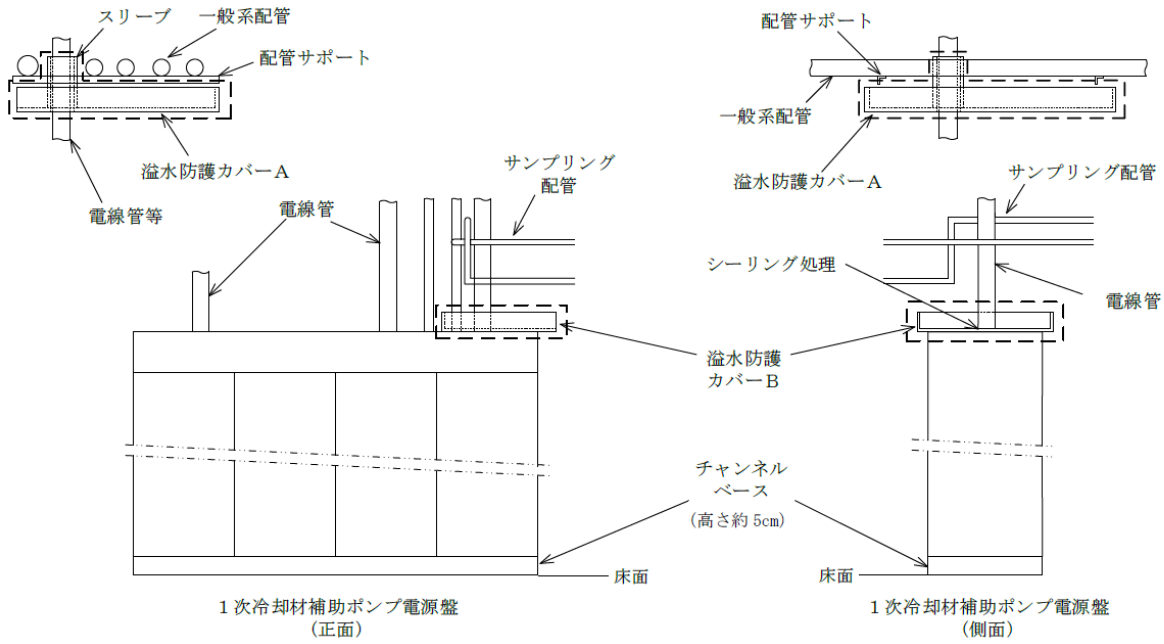 スリーブ
一般系配管
配管サポート
溢水防護カバーA
電線管等
電線管
サンプリング
配管
配管サポート
一般系配管
溢水防護カバーA
サンプリング配管
シーリング処理
電線管
溢水防護
カバーB
チャンネル
ベース
(高さ約 5cm)
床面
床面
1次冷却材補助ポンプ電源盤
(正面)
1次冷却材補助ポンプ電源盤
(側面)